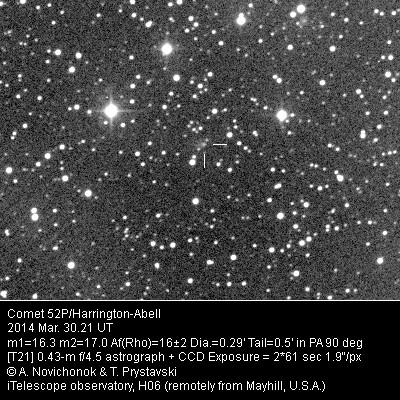 Comet 52P/Harrington-Abell
2014 Mar. 30.21 UT
m1=16.3 m2=17.0 Af(Rho)=16±2 Dia.=0.29' Tail=0.5' in PA 90 deg
[T21] 0.43-m f/4.5 astrograph + CCD Exposure = 2*61 sec 1.9"/px
© A. Novichonok & T. Prystavski
iTelescope observatory, H06 (remotely from Mayhill, U.S.A.)